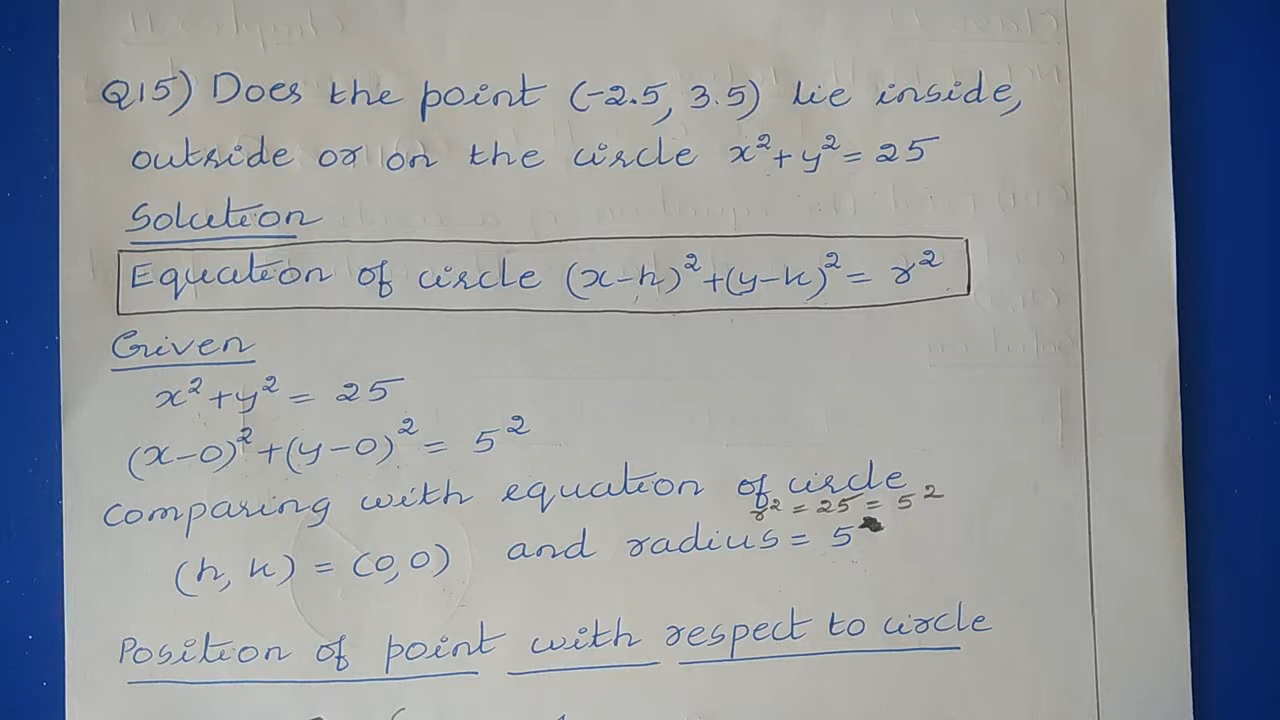 Q15) Does the point (-2.5, 3.5) lie inside,
outside or on the circle x²+y² = 25
Solution
Equation of circle (x-h)²+(y-k)² = r²
Given
x²+y² = 25
(x-0)²+(y-0)² = 5²
comparing with equation of circle
r² = 25 = 5²
(h, k) = (0,0) and radius = 5
Position of point with respect to circle